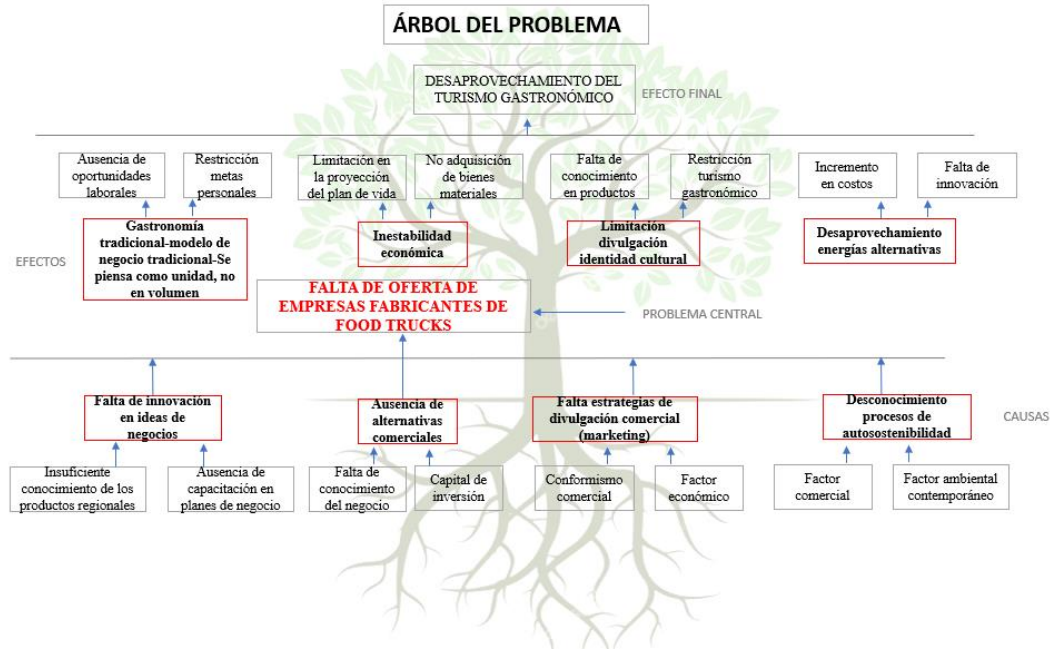 ÁRBOL DEL PROBLEMA
DESAPROVECHAMIENTO DEL
TURISMO GASTRONÓMICO
EFECTO FINAL
Ausencia de
oportunidades
laborales
Restricción
metas
personales
Limitación en
la proyección
del plan de vida
No adquisición
de bienes
materiales
Falta de
conocimiento
en productos
Restricción
turismo
gastronómico
Incremento
en costos
Falta de
innovación
EFECTOS
Gastronomía
tradicional-modelo de
negocio tradicional-Se
piensa como unidad, no
en volumen
Inestabilidad
económica
Limitación
divulgación
identidad cultural
Desaprovechamiento
energías alternativas
FALTA DE OFERTA DE
EMPRESAS FABRICANTES DE
FOOD TRUCKS
PROBLEMA CENTRAL
Falta de innovación
en ideas de
negocios
Ausencia de
alternativas
comerciales
Falta estrategias de
divulgación comercial
(marketing)
Desconocimiento
procesos de
autosostenibilidad
CAUSAS
Insuficiente
conocimiento de los
productos regionales
Ausencia de
capacitación en
planes de negocio
Falta de
conocimiento
del negocio
Capital de
inversión
Conformismo
comercial
Factor
económico
Factor
comercial
Factor ambiental
contemporáneo